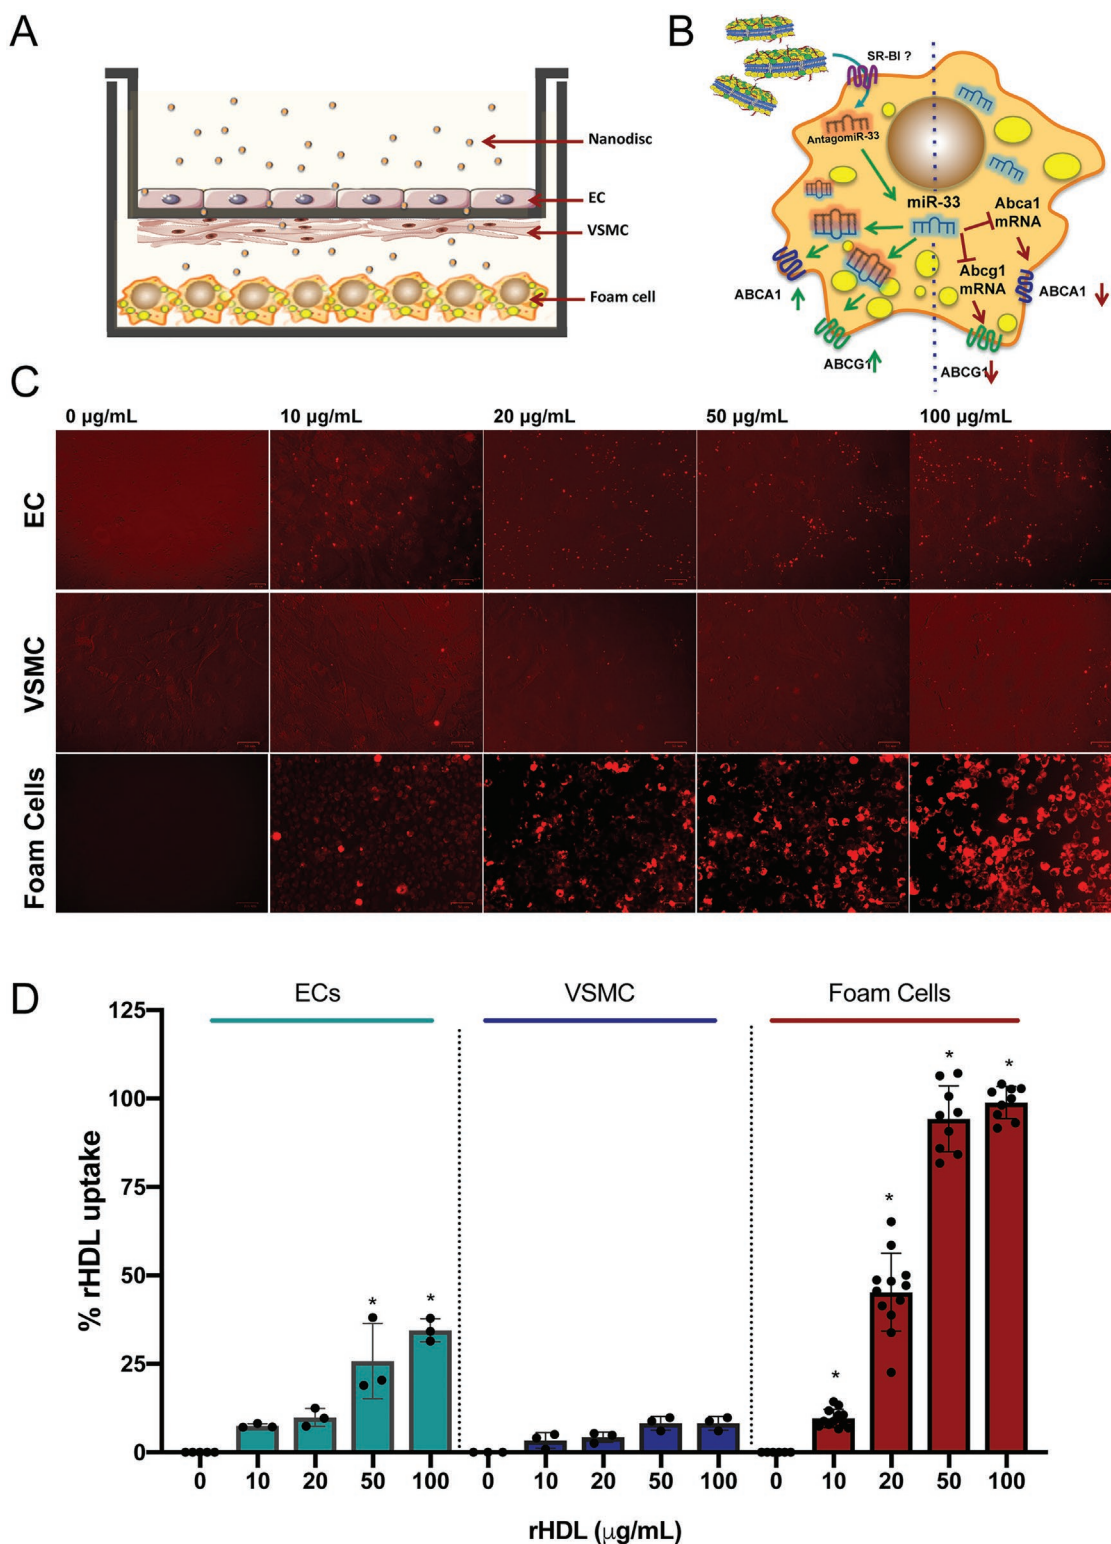 A
Nanodisc
EC
VSMC
Foam cell
B
SR-BI ?
AntagomiR-33
miR-33
Abca1
mRNA
Abcg1
mRNA
ABCA1
ABCA1
ABCG1
ABCG1
C
0 µg/mL
10 µg/mL
20 µg/mL
50 µg/mL
100 µg/mL
EC
VSMC
Foam Cells
D
ECs
VSMC
Foam Cells
% rHDL uptake
125
100
75
50
25
0
* * * * * *
0 10 20 50 100 0 10 20 50 100 0 10 20 50 100
rHDL (µg/mL)